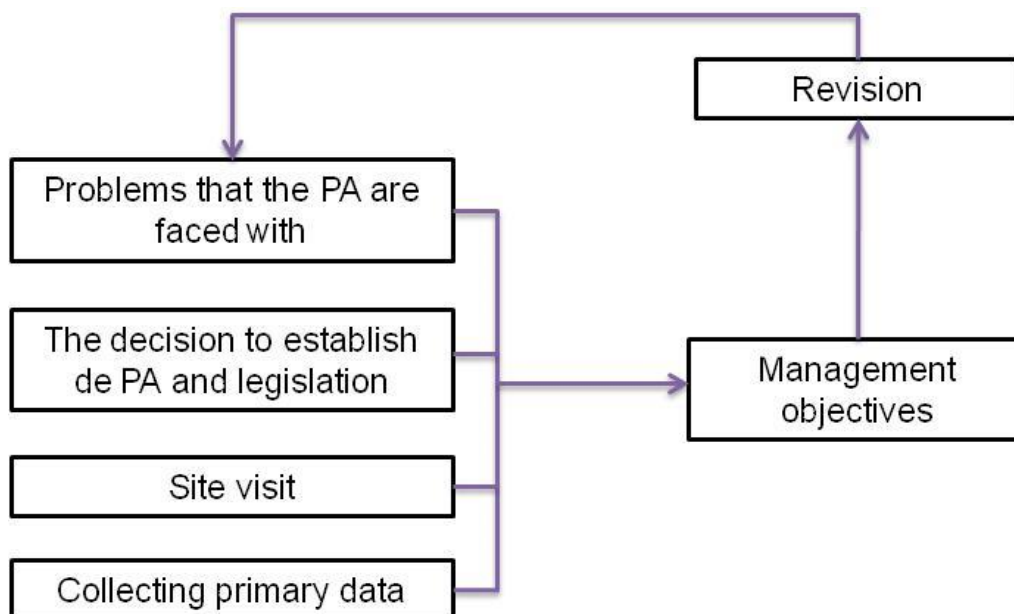 Revision
Problems that the PA are
faced with
The decision to establish
de PA and legislation
Management
objectives
Site visit
Collecting primary data